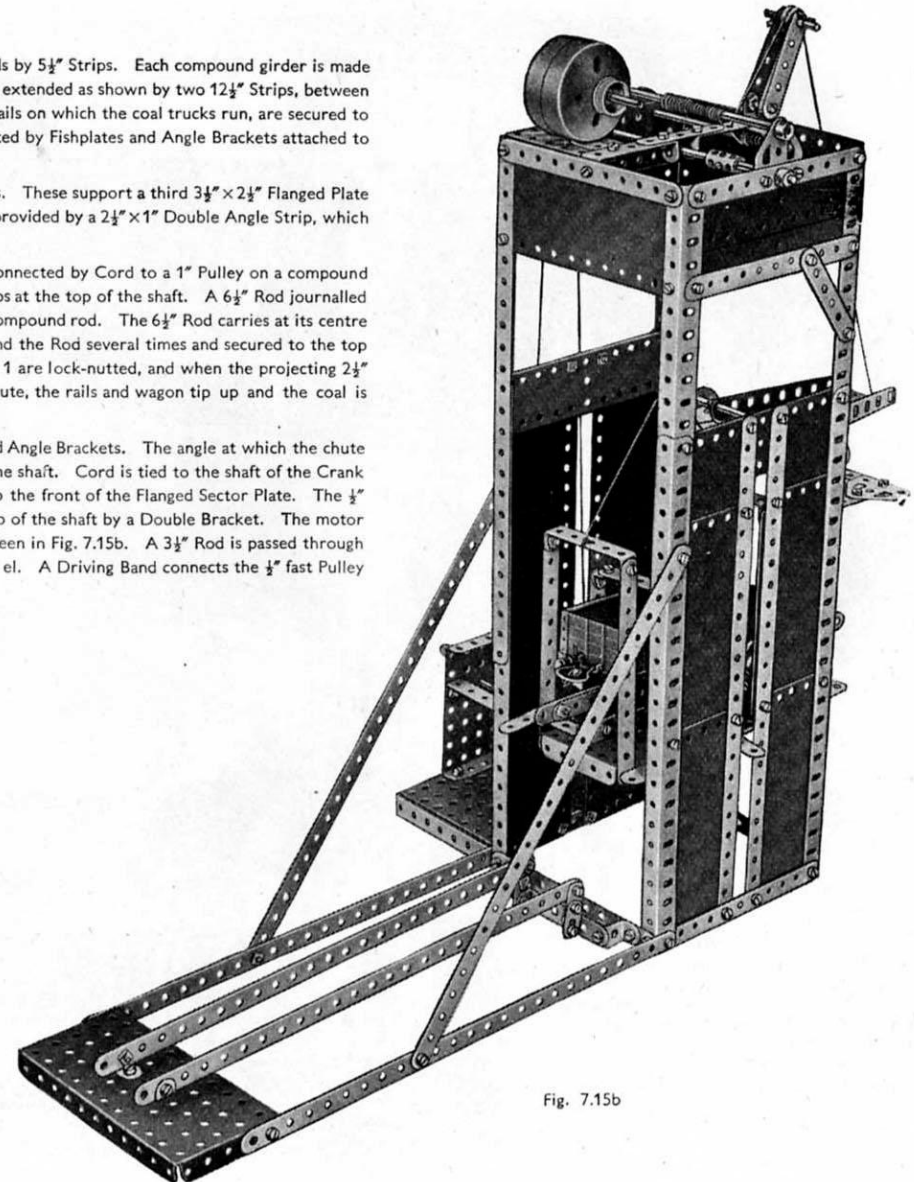 ls by 5½″ Strips. Each compound girder is made
extended as shown by two 12½″ Strips, between
ails on which the coal trucks run, are secured to
ted by Fishplates and Angle Brackets attached to
s. These support a third 3½″ × 2½″ Flanged Plate
provided by a 2½″ × 1″ Double Angle Strip, which
onnected by Cord to a 1″ Pulley on a compound
os at the top of the shaft. A 6½″ Rod journalled
ompound rod. The 6½″ Rod carries at its centre
nd the Rod several times and secured to the top
1 are lock-nutted, and when the projecting 2½″
ute, the rails and wagon tip up and the coal is
d Angle Brackets. The angle at which the chute
he shaft. Cord is tied to the shaft of the Crank
o the front of the Flanged Sector Plate. The ½″
p of the shaft by a Double Bracket. The motor
een in Fig. 7.15b. A 3½″ Rod is passed through
el. A Driving Band connects the ½″ fast Pulley
Fig. 7.15b